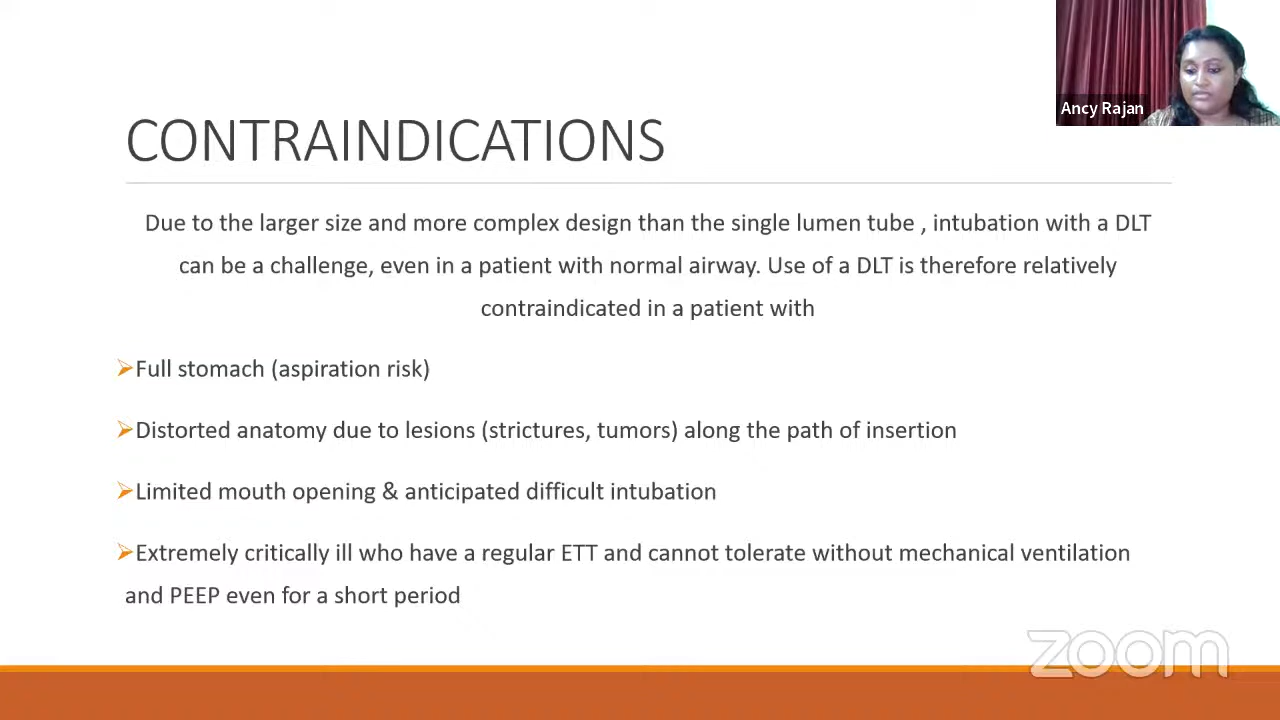 Ancy Rajan
CONTRAINDICATIONS
Due to the larger size and more complex design than the single lumen tube , intubation with a DLT
can be a challenge, even in a patient with normal airway. Use of a DLT is therefore relatively
contraindicated in a patient with
Full stomach (aspiration risk)
Distorted anatomy due to lesions (strictures, tumors) along the path of insertion
Limited mouth opening & anticipated difficult intubation
Extremely critically ill who have a regular ETT and cannot tolerate without mechanical ventilation
and PEEP even for a short period
zoom